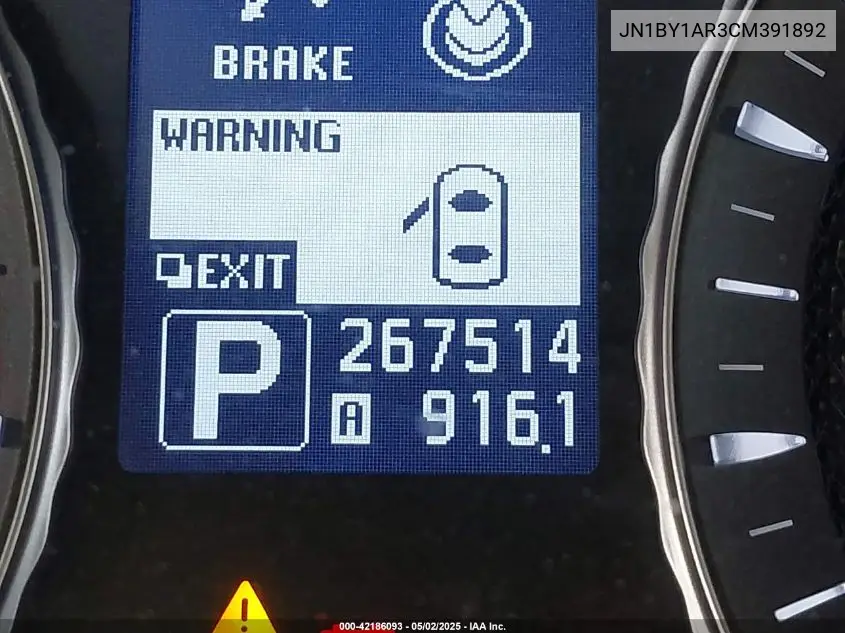 JN1BY1AR3CM391892
BRAKE
WARNING
EXIT
P 267514
A 916.1
000-42186093 - 05/02/2025 - IAA Inc.